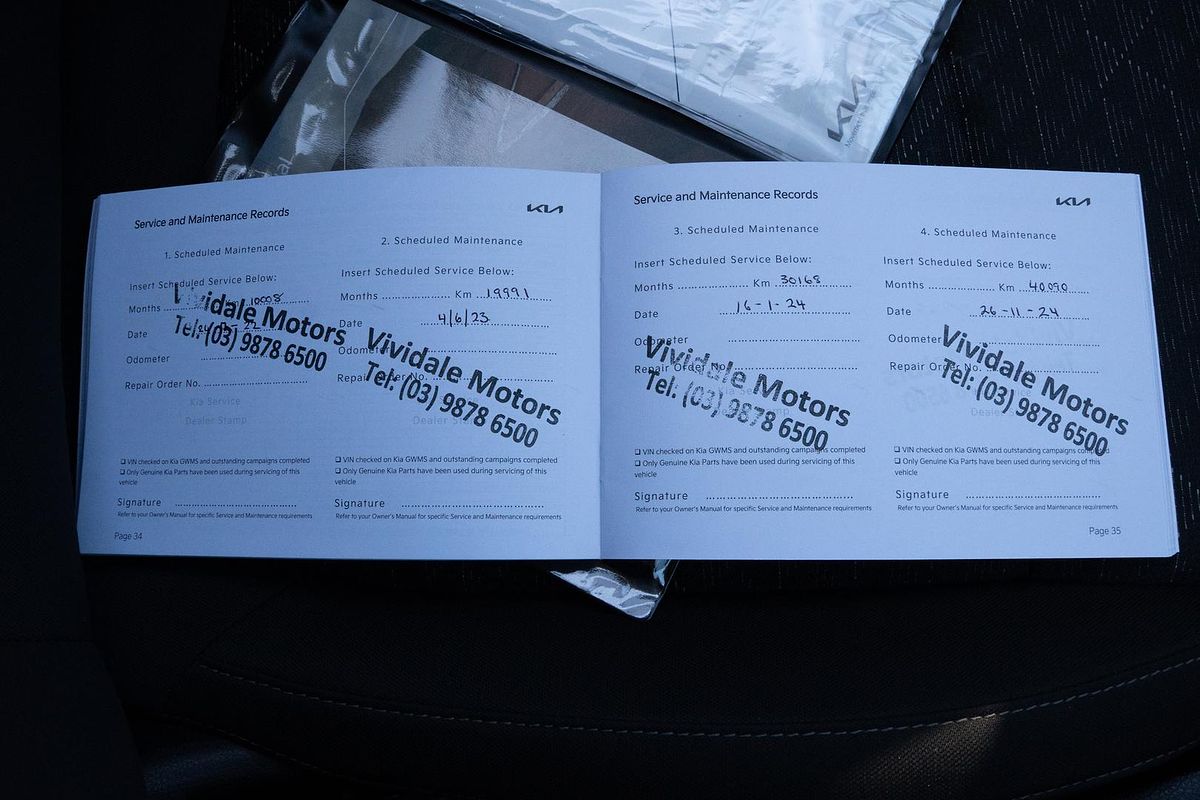 KIA
Movement that
Service and Maintenance Records
KIA
1. Scheduled Maintenance
Insert Scheduled Service Below:
Months Km 10008
Date
Odometer
Repair Order No.
Kia Service
Dealer Stamp
Vividale Motors
Tel: (03) 9878 6500
❏ VIN checked on Kia GWMS and outstanding campaigns completed
❏ Only Genuine Kia Parts have been used during servicing of this
vehicle
Signature
Refer to your Owner's Manual for specific Service and Maintenance requirements
Page 34
2. Scheduled Maintenance
Insert Scheduled Service Below:
Months Km 19991
Date 4/6/23
Odometer
Repair Order No.
Dealer Stamp
Vividale Motors
Tel: (03) 9878 6500
❏ VIN checked on Kia GWMS and outstanding campaigns completed
❏ Only Genuine Kia Parts have been used during servicing of this
vehicle
Signature
Refer to your Owner's Manual for specific Service and Maintenance requirements
Service and Maintenance Records
KIA
3. Scheduled Maintenance
Insert Scheduled Service Below:
Months Km 30168
Date 16-1-24
Odometer
Repair Order No.
Vividale Motors
Tel: (03) 9878 6500
❏ VIN checked on Kia GWMS and outstanding campaigns completed
❏ Only Genuine Kia Parts have been used during servicing of this
vehicle
Signature
Refer to your Owner's Manual for specific Service and Maintenance requirements
4. Scheduled Maintenance
Insert Scheduled Service Below:
Months Km 40090
Date 26-11-24
Odometer
Repair Order No.
Vividale Motors
Tel: (03) 9878 6500
❏ VIN checked on Kia GWMS and outstanding campaigns completed
❏ Only Genuine Kia Parts have been used during servicing of this
vehicle
Signature
Refer to your Owner's Manual for specific Service and Maintenance requirements
Page 35